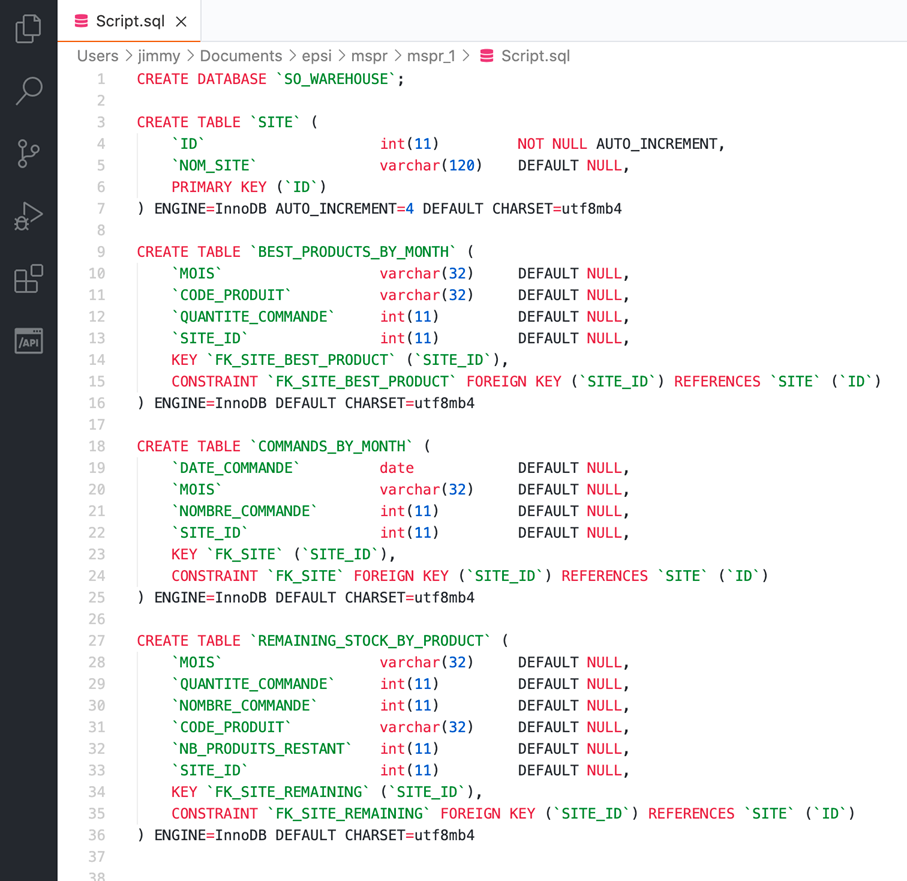 Script.sql ×
Users > jimmy > Documents > epsi > mspr > mspr_1 > Script.sql
1 CREATE DATABASE `SO_WAREHOUSE`;
2
3 CREATE TABLE `SITE` (
4 `ID` int(11) NOT NULL AUTO_INCREMENT,
5 `NOM_SITE` varchar(120) DEFAULT NULL,
6 PRIMARY KEY (`ID`)
7 ) ENGINE=InnoDB AUTO_INCREMENT=4 DEFAULT CHARSET=utf8mb4
8
9 CREATE TABLE `BEST_PRODUCTS_BY_MONTH` (
10 `MOIS` varchar(32) DEFAULT NULL,
11 `CODE_PRODUIT` varchar(32) DEFAULT NULL,
12 `QUANTITE_COMMANDE` int(11) DEFAULT NULL,
13 `SITE_ID` int(11) DEFAULT NULL,
14 KEY `FK_SITE_BEST_PRODUCT` (`SITE_ID`),
15 CONSTRAINT `FK_SITE_BEST_PRODUCT` FOREIGN KEY (`SITE_ID`) REFERENCES `SITE` (`ID`)
16 ) ENGINE=InnoDB DEFAULT CHARSET=utf8mb4
17
18 CREATE TABLE `COMMANDS_BY_MONTH` (
19 `DATE_COMMANDE` date DEFAULT NULL,
20 `MOIS` varchar(32) DEFAULT NULL,
21 `NOMBRE_COMMANDE` int(11) DEFAULT NULL,
22 `SITE_ID` int(11) DEFAULT NULL,
23 KEY `FK_SITE` (`SITE_ID`),
24 CONSTRAINT `FK_SITE` FOREIGN KEY (`SITE_ID`) REFERENCES `SITE` (`ID`)
25 ) ENGINE=InnoDB DEFAULT CHARSET=utf8mb4
26
27 CREATE TABLE `REMAINING_STOCK_BY_PRODUCT` (
28 `MOIS` varchar(32) DEFAULT NULL,
29 `QUANTITE_COMMANDE` int(11) DEFAULT NULL,
30 `NOMBRE_COMMANDE` int(11) DEFAULT NULL,
31 `CODE_PRODUIT` varchar(32) DEFAULT NULL,
32 `NB_PRODUITS_RESTANT` int(11) DEFAULT NULL,
33 `SITE_ID` int(11) DEFAULT NULL,
34 KEY `FK_SITE_REMAINING` (`SITE_ID`),
35 CONSTRAINT `FK_SITE_REMAINING` FOREIGN KEY (`SITE_ID`) REFERENCES `SITE` (`ID`)
36 ) ENGINE=InnoDB DEFAULT CHARSET=utf8mb4
37
38
/API